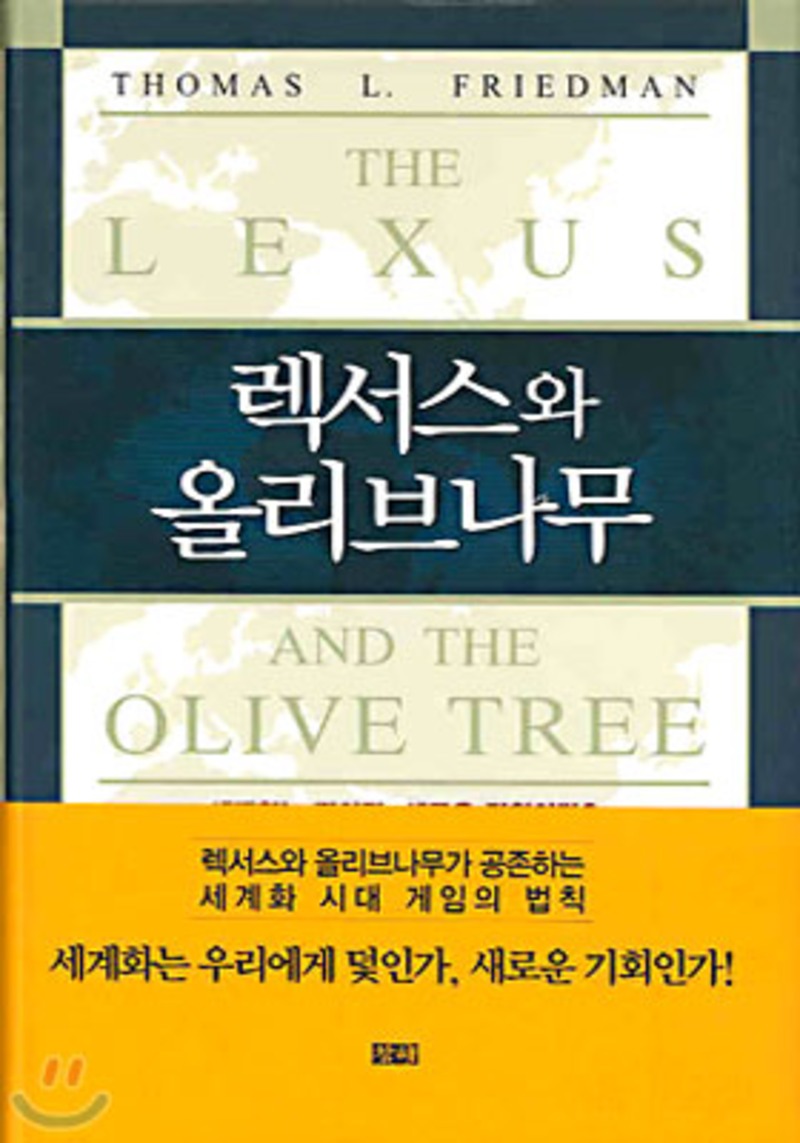 THOMAS L. FRIEDMAN
THE
LEXUS
렉서스와
올리브나무
AND THE
OLIVE TREE
렉서스와 올리브나무가 공존하는
세계화 시대 게임의 법칙
세계화는 우리에게 덫인가, 새로운 기회인가!
창해